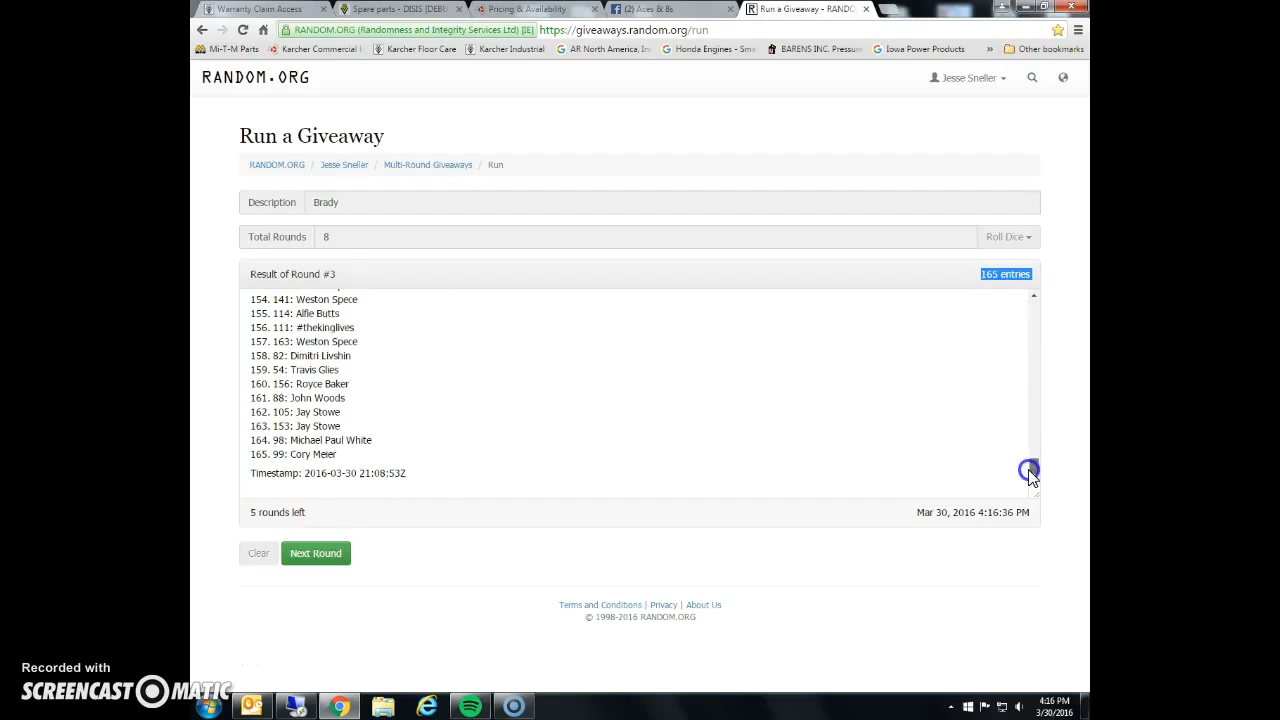 Warranty Claim Access
Spare parts - DISIS (DEBU
Pricing & Availability
(2) Aces & 8s
Run a Giveaway - RANDO
RANDOM.ORG (Randomness and Integrity Services Ltd) [IE]
https://giveaways.random.org/run
Mi-T-M Parts
Karcher Commercial
Karcher Floor Care
Karcher Industrial
AR North America, In
Honda Engines - Sma
BARENS INC. Pressure
Iowa Power Products
»
Other bookmarks
RANDOM.ORG
Jesse Sneller
Run a Giveaway
RANDOM.ORG / Jesse Sneller / Multi-Round Giveaways / Run
Description Brady
Total Rounds 8 Roll Dice
Result of Round #3 165 entries
154. 141: Weston Spece
155. 114: Alfie Butts
156. 111: #thekinglives
157. 163: Weston Spece
158. 82: Dimitri Livshin
159. 54: Travis Glies
160. 156: Royce Baker
161. 88: John Woods
162. 105: Jay Stowe
163. 153: Jay Stowe
164. 98: Michael Paul White
165. 99: Cory Meier
Timestamp: 2016-03-30 21:08:53Z
5 rounds left Mar 30, 2016 4:16:36 PM
Clear Next Round
Terms and Conditions | Privacy | About Us
© 1998-2016 RANDOM.ORG
Recorded with
SCREENCAST MATIC
4:16 PM
3/30/2016